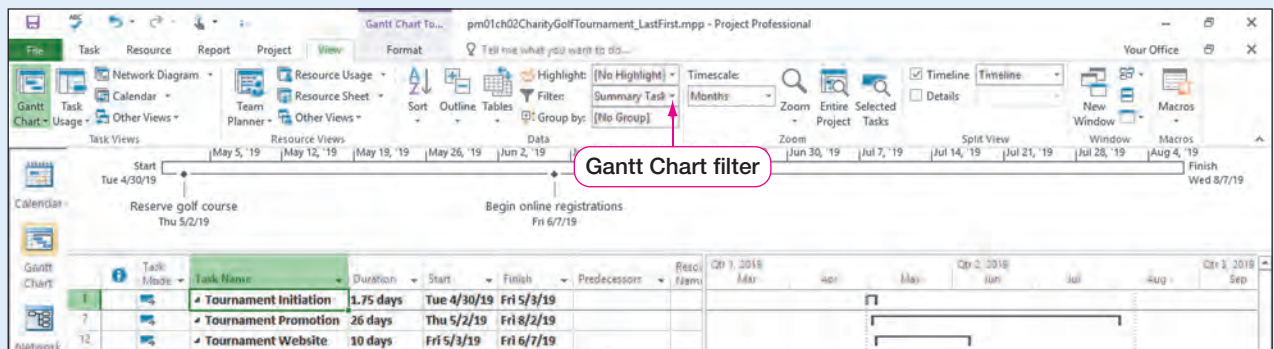 pm01ch02CharityGolfTournament_LastFirst.mpp - Project Professional
Gantt Chart To...
File Task Resource Report Project View Format Tell me what you want to do... Your Office
Gantt Chart
Task Usage
Network Diagram
Calendar
Other Views
Task Views
Team Planner
Resource Usage
Resource Sheet
Other Views
Resource Views
Sort
Outline
Tables
Highlight: [No Highlight]
Filter: Summary Task
Group by: [No Group]
Data
Timescale:
Months
Zoom
Entire Project
Selected Tasks
Zoom
Timeline Timeline
Details
Split View
New Window
Window
Macros
Macros
Gantt Chart filter
May 5, '19 May 12, '19 May 19, '19 May 26, '19 Jun 2, '19 Jun 30, '19 Jul 7, '19 Jul 14, '19 Jul 21, '19 Jul 28, '19 Aug 4, '19
Start
Tue 4/30/19
Finish
Wed 8/7/19
Reserve golf course
Thu 5/2/19
Begin online registrations
Fri 6/7/19
Calendar
Gantt Chart
Network
Task Mode Task Name Duration Start Finish Predecessors
Qtr 1, 2019 Qtr 2, 2019 Qtr 3, 2019
Mar Apr May Jun Jul Aug Sep
1 Tournament Initiation 1.75 days Tue 4/30/19 Fri 5/3/19
7 Tournament Promotion 26 days Thu 5/2/19 Fri 8/2/19
12 Tournament Website 10 days Fri 5/3/19 Fri 6/7/19